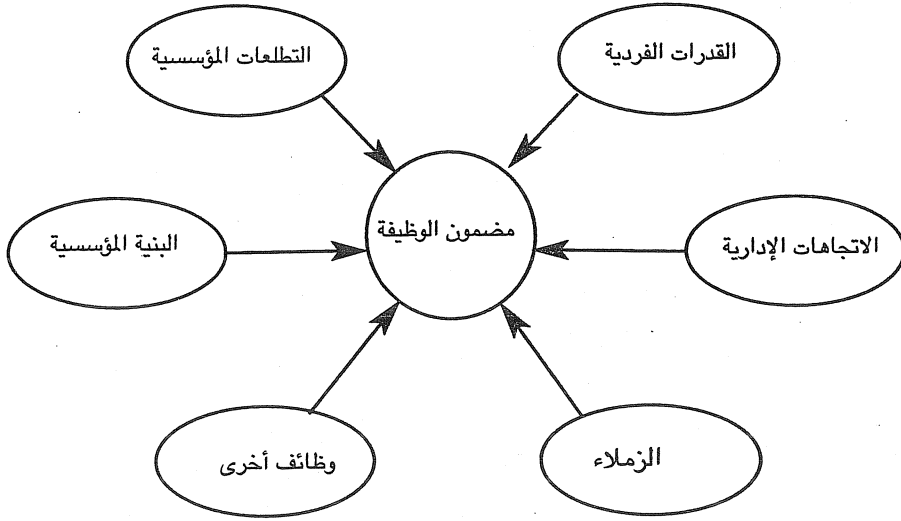 القدرات الفردية
التطلعات المؤسسية
مضمون الوظيفة
الاتجاهات الإدارية
البنية المؤسسية
الزملاء
وظائف أخرى